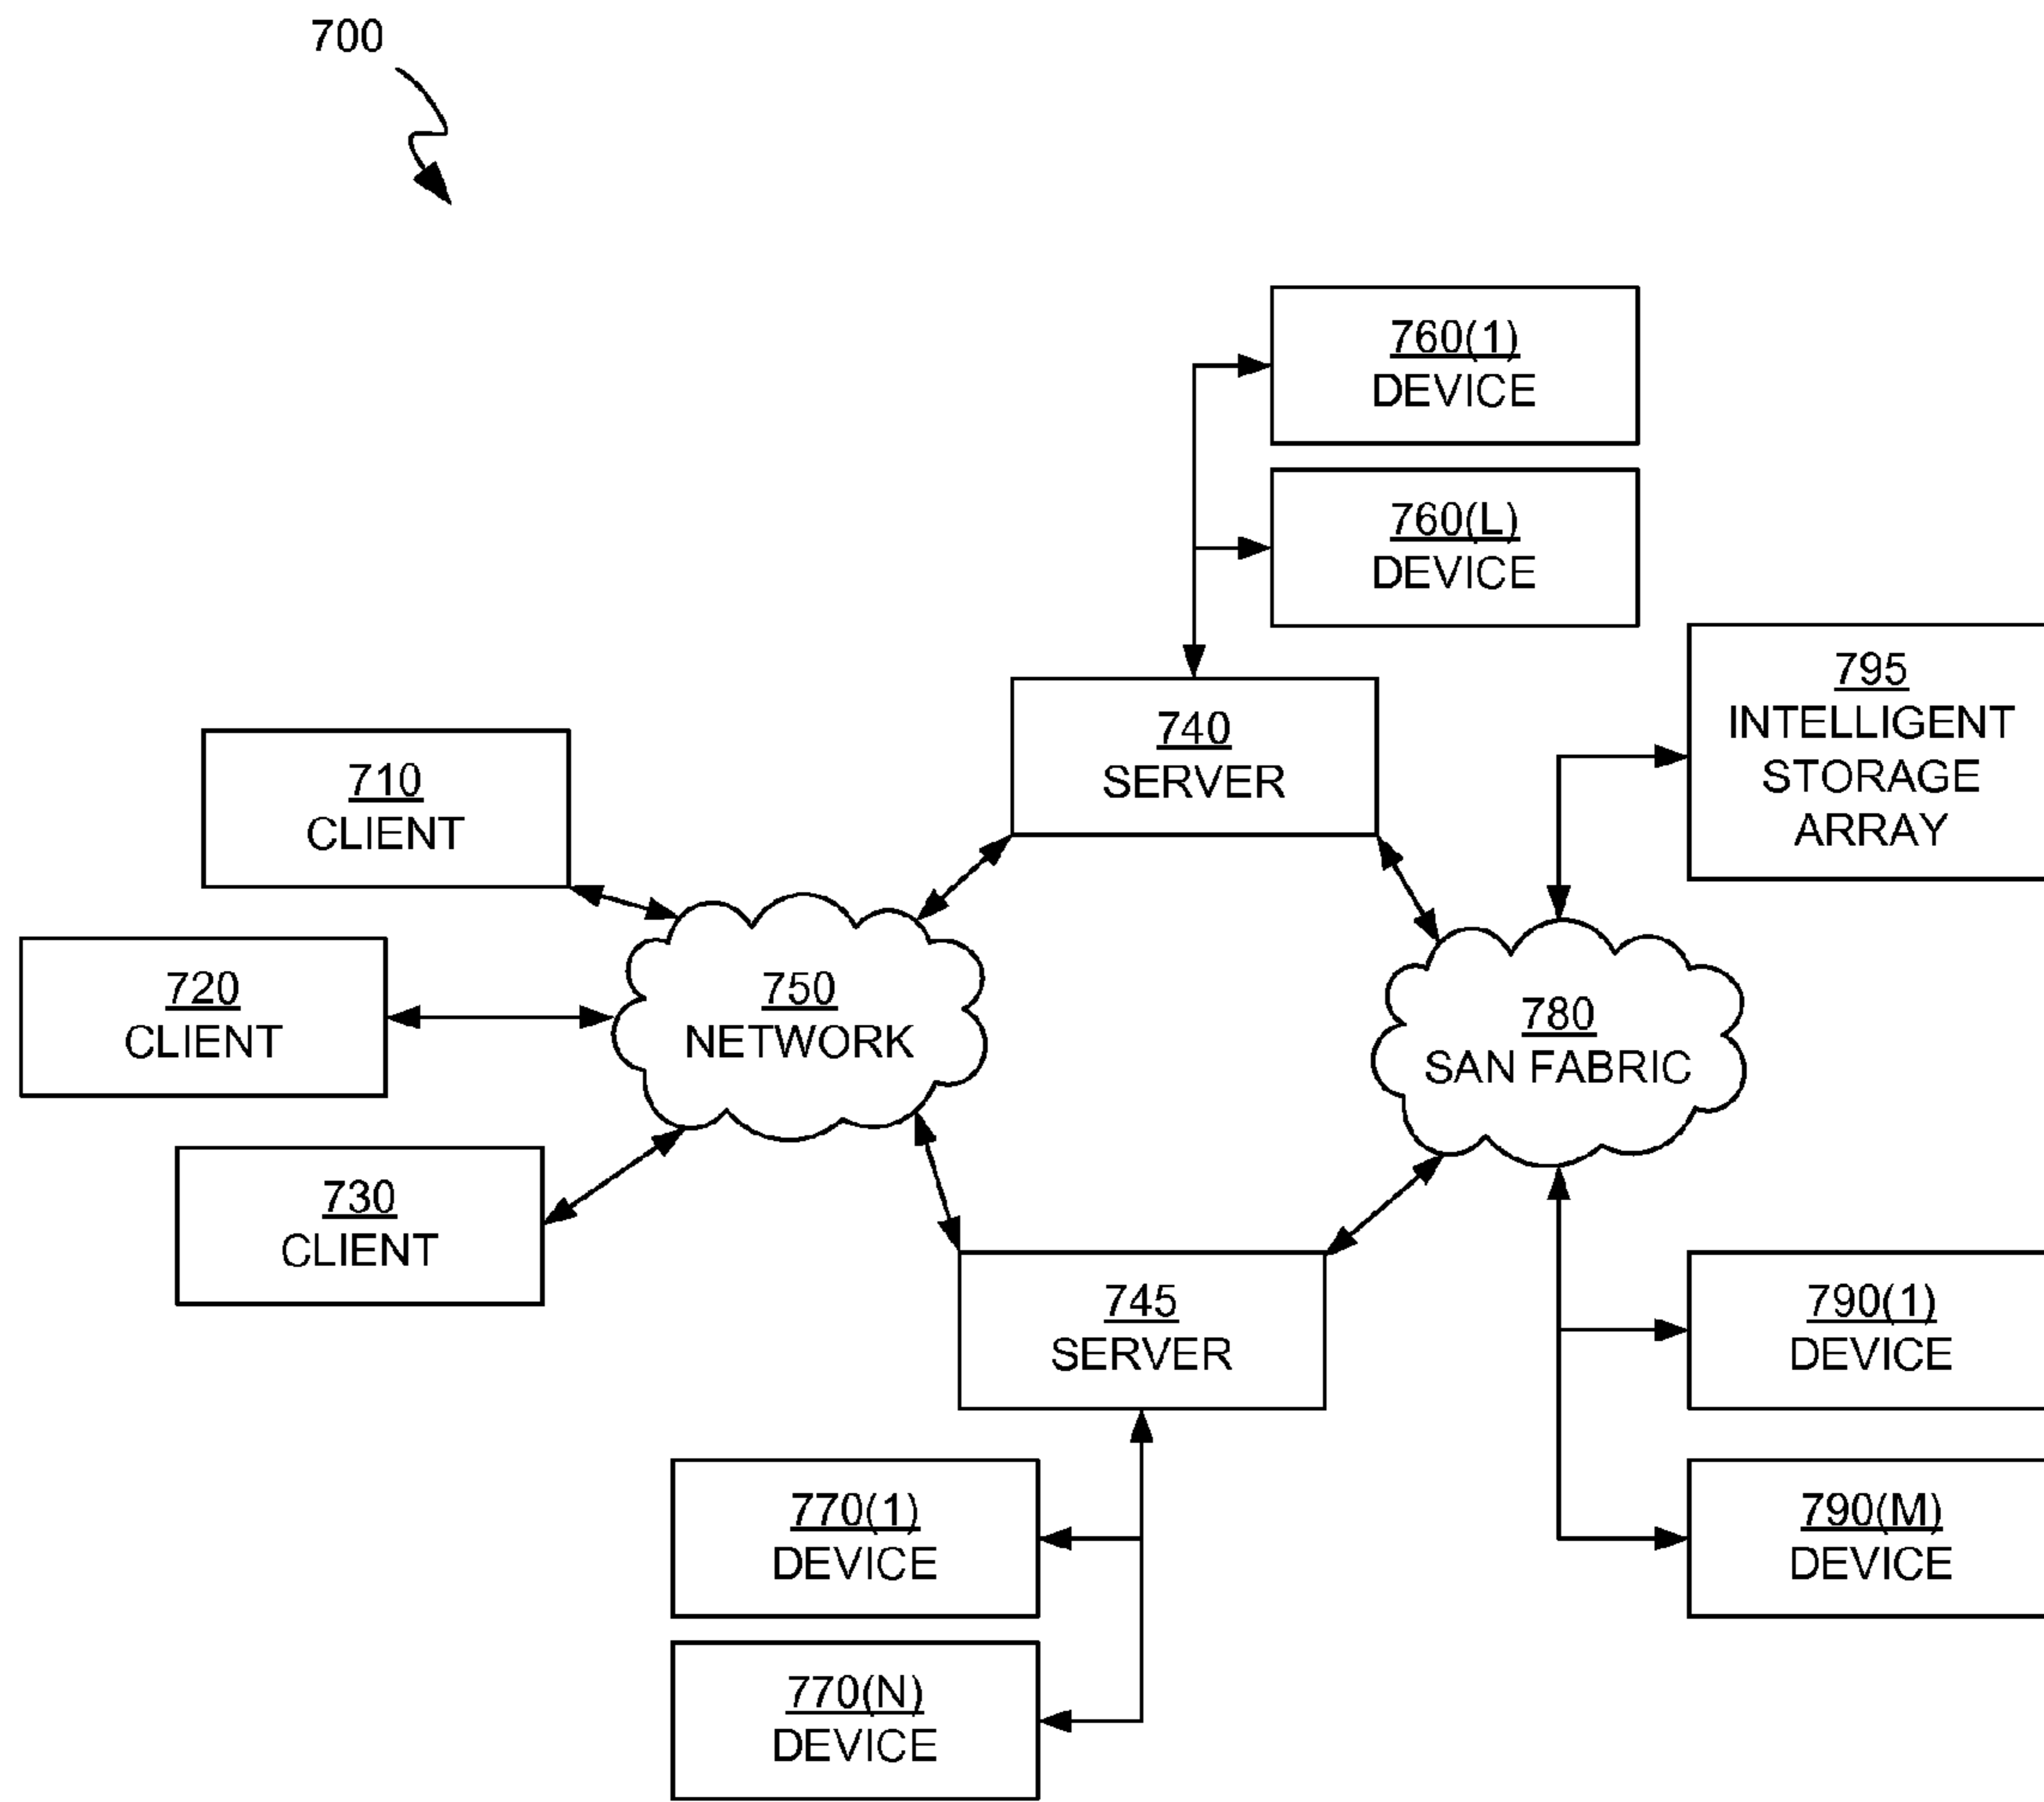 700
760(1)
DEVICE
760(L)
DEVICE
795
INTELLIGENT
STORAGE
ARRAY
740
SERVER
710
CLIENT
720
CLIENT
750
NETWORK
780
SAN FABRIC
730
CLIENT
745
SERVER
790(1)
DEVICE
770(1)
DEVICE
790(M)
DEVICE
770(N)
DEVICE